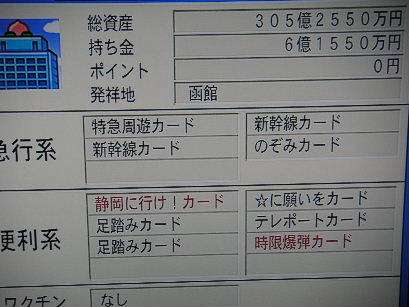 総資産 305億2550万円
持ち金 6億1550万円
ポイント 0円
発祥地 函館
急行系
特急周遊カード 新幹線カード
新幹線カード のぞみカード
便利系
静岡に行け！カード ☆に願いをカード
足踏みカード テレポートカード
足踏みカード 時限爆弾カード
ワクチン なし